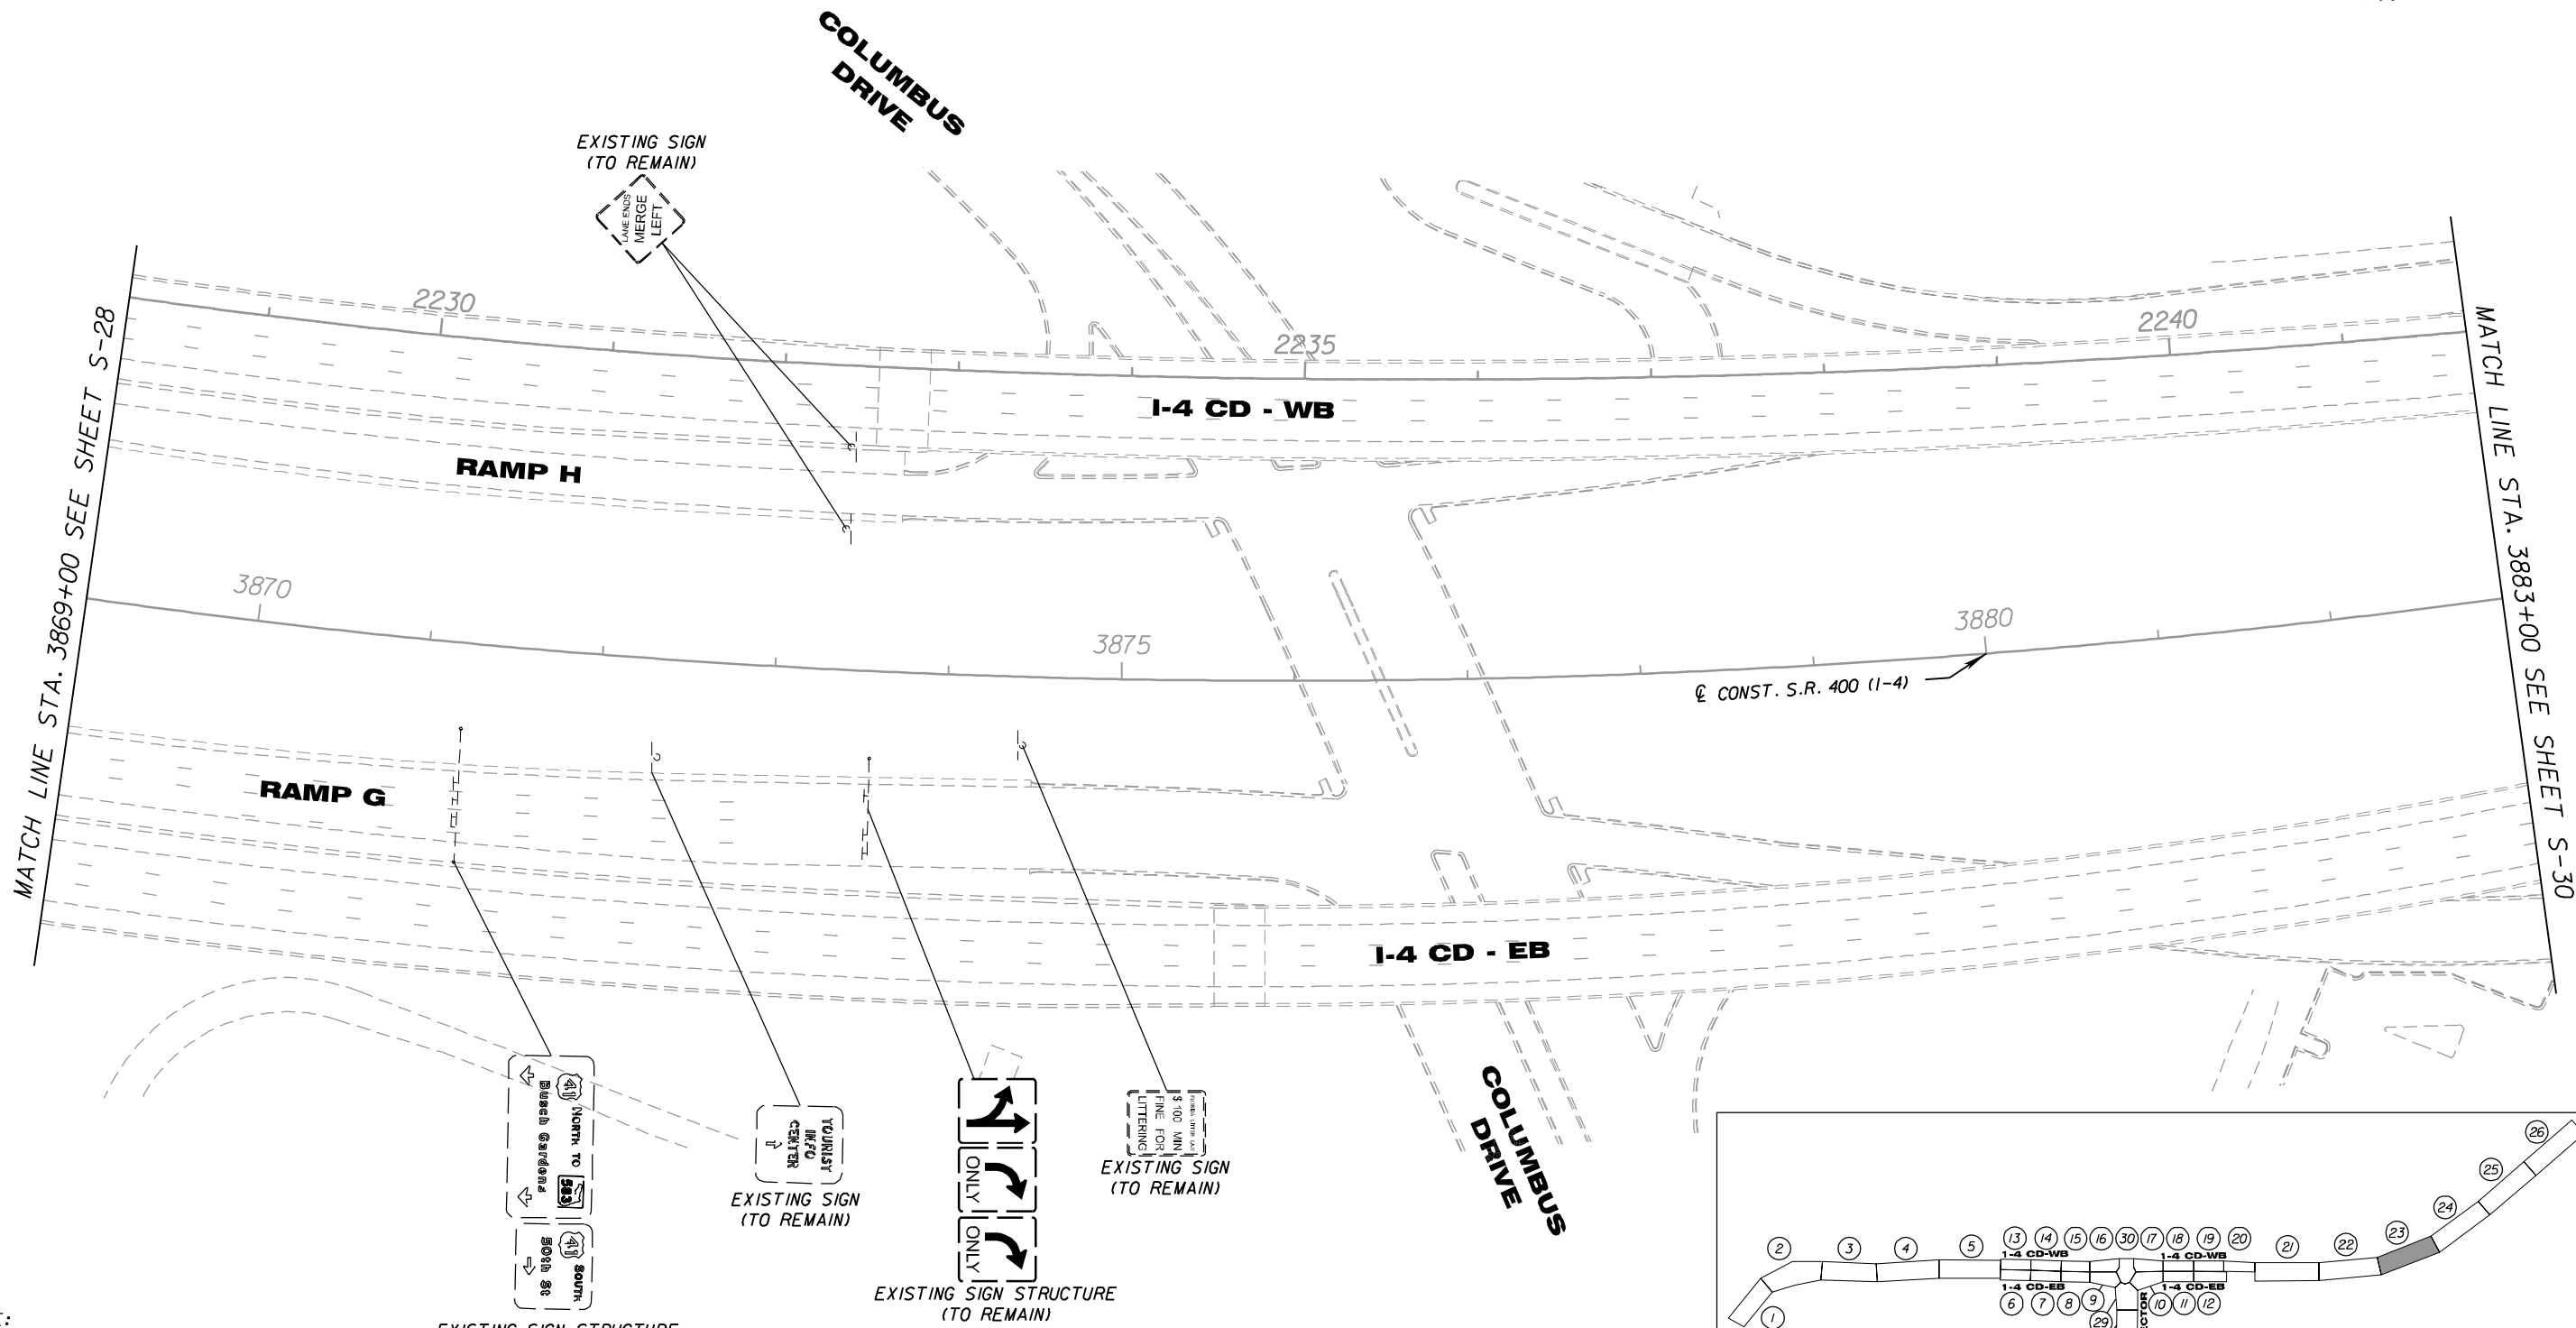 COLUMBUS
DRIVE
EXISTING SIGN
(TO REMAIN)
LANE ENDS
MERGE
LEFT
MATCH LINE STA. 3869+00 SEE SHEET S-28
2230
2235
2240
I-4 CD - WB
RAMP H
MATCH LINE STA. 3883+00 SEE SHEET S-30
3870
3875
3880
℄ CONST. S.R. 400 (I-4)
RAMP G
I-4 CD - EB
41 NORTH TO 583
Busch Gardens
41 SOUTH
50th St
EXISTING SIGN STRUCTURE
TOURIST
INFO
CENTER
EXISTING SIGN
(TO REMAIN)
ONLY
ONLY
EXISTING SIGN STRUCTURE
(TO REMAIN)
FLORIDA LITTER LAW
$100 MIN
FINE FOR
LITTERING
EXISTING SIGN
(TO REMAIN)
COLUMBUS
DRIVE
26
25
24
23
2 3 4 5 13 14 15 16 30 17 18 19 20 21 22
I-4 CD-WB I-4 CD-WB
I-4 CD-EB I-4 CD-EB
1 6 7 8 9 10 11 12
29